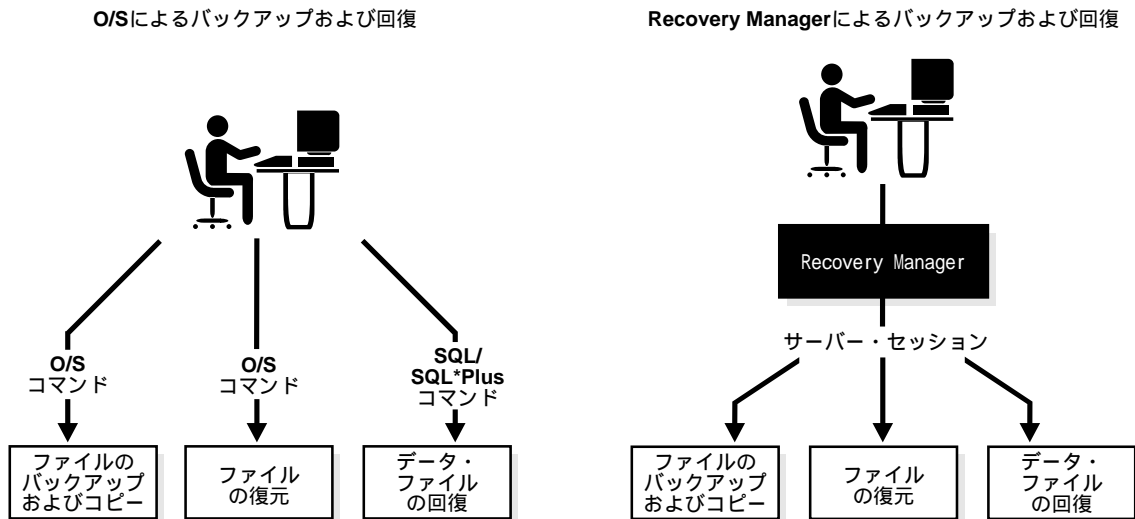 O/Sによるバックアップおよび回復
O/S
コマンド
O/S
コマンド
SQL/
SQL*Plus
コマンド
ファイルの
バックアップ
およびコピー
ファイル
の復元
データ・
ファイル
の回復
Recovery Managerによるバックアップおよび回復
Recovery Manager
サーバー・セッション
ファイルの
バックアップ
およびコピー
ファイル
の復元
データ・
ファイル
の回復